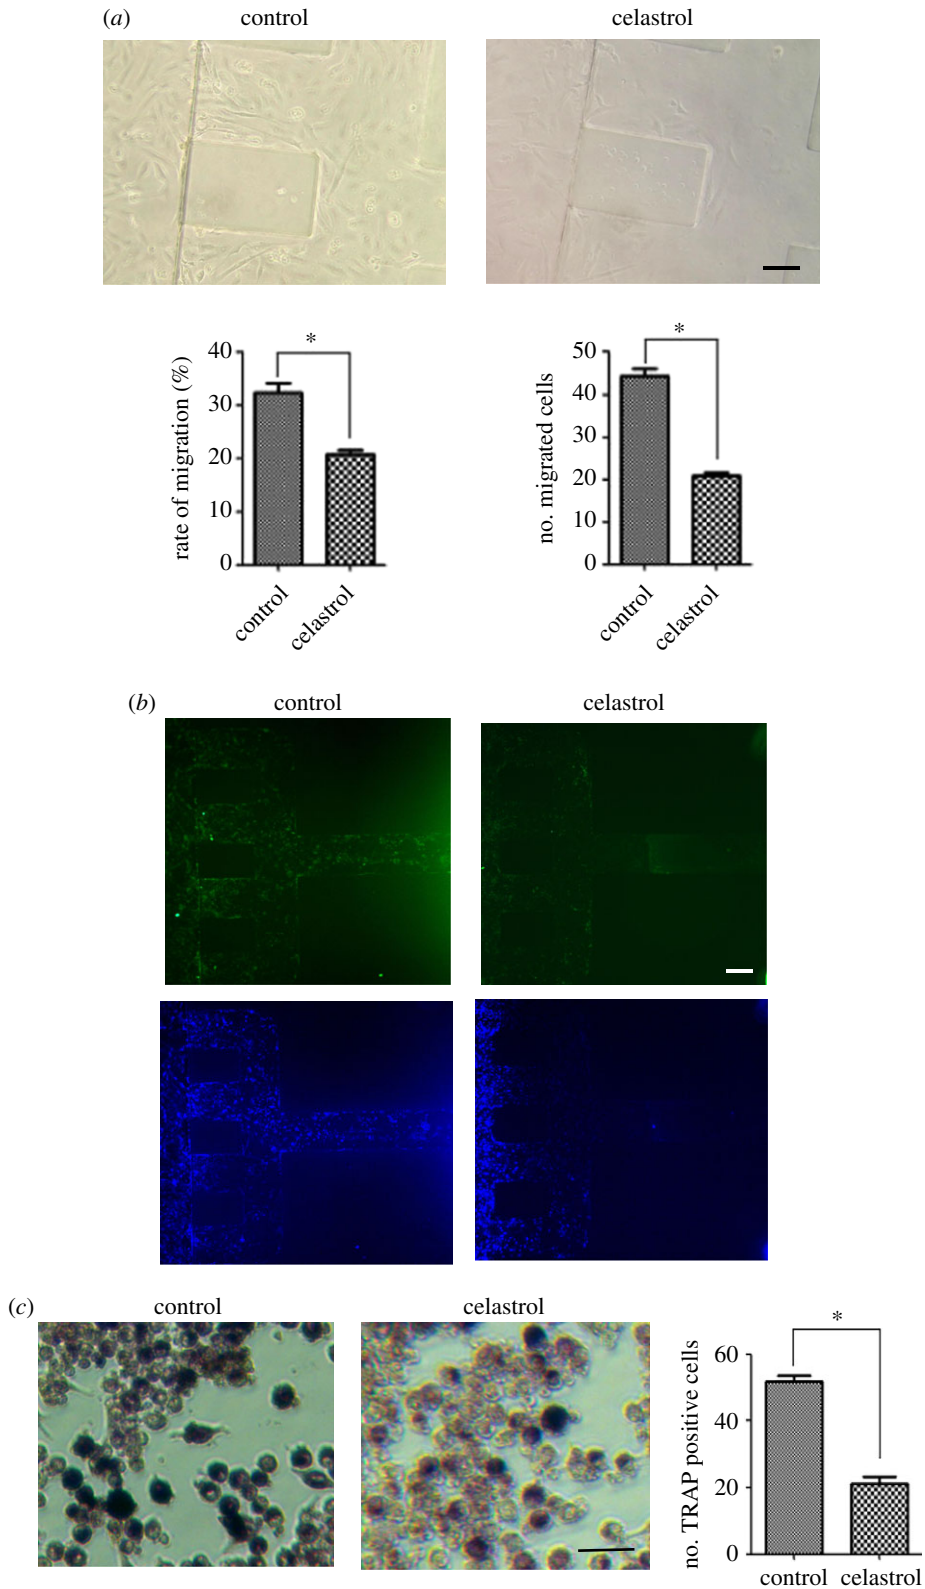 (a)
control
celastrol
*
40
30
20
10
0
rate of migration (%)
control
celastrol
*
50
40
30
20
10
0
no. migrated cells
control
celastrol
(b)
control
celastrol
(c)
control
celastrol
*
60
40
20
0
no. TRAP positive cells
control
celastrol